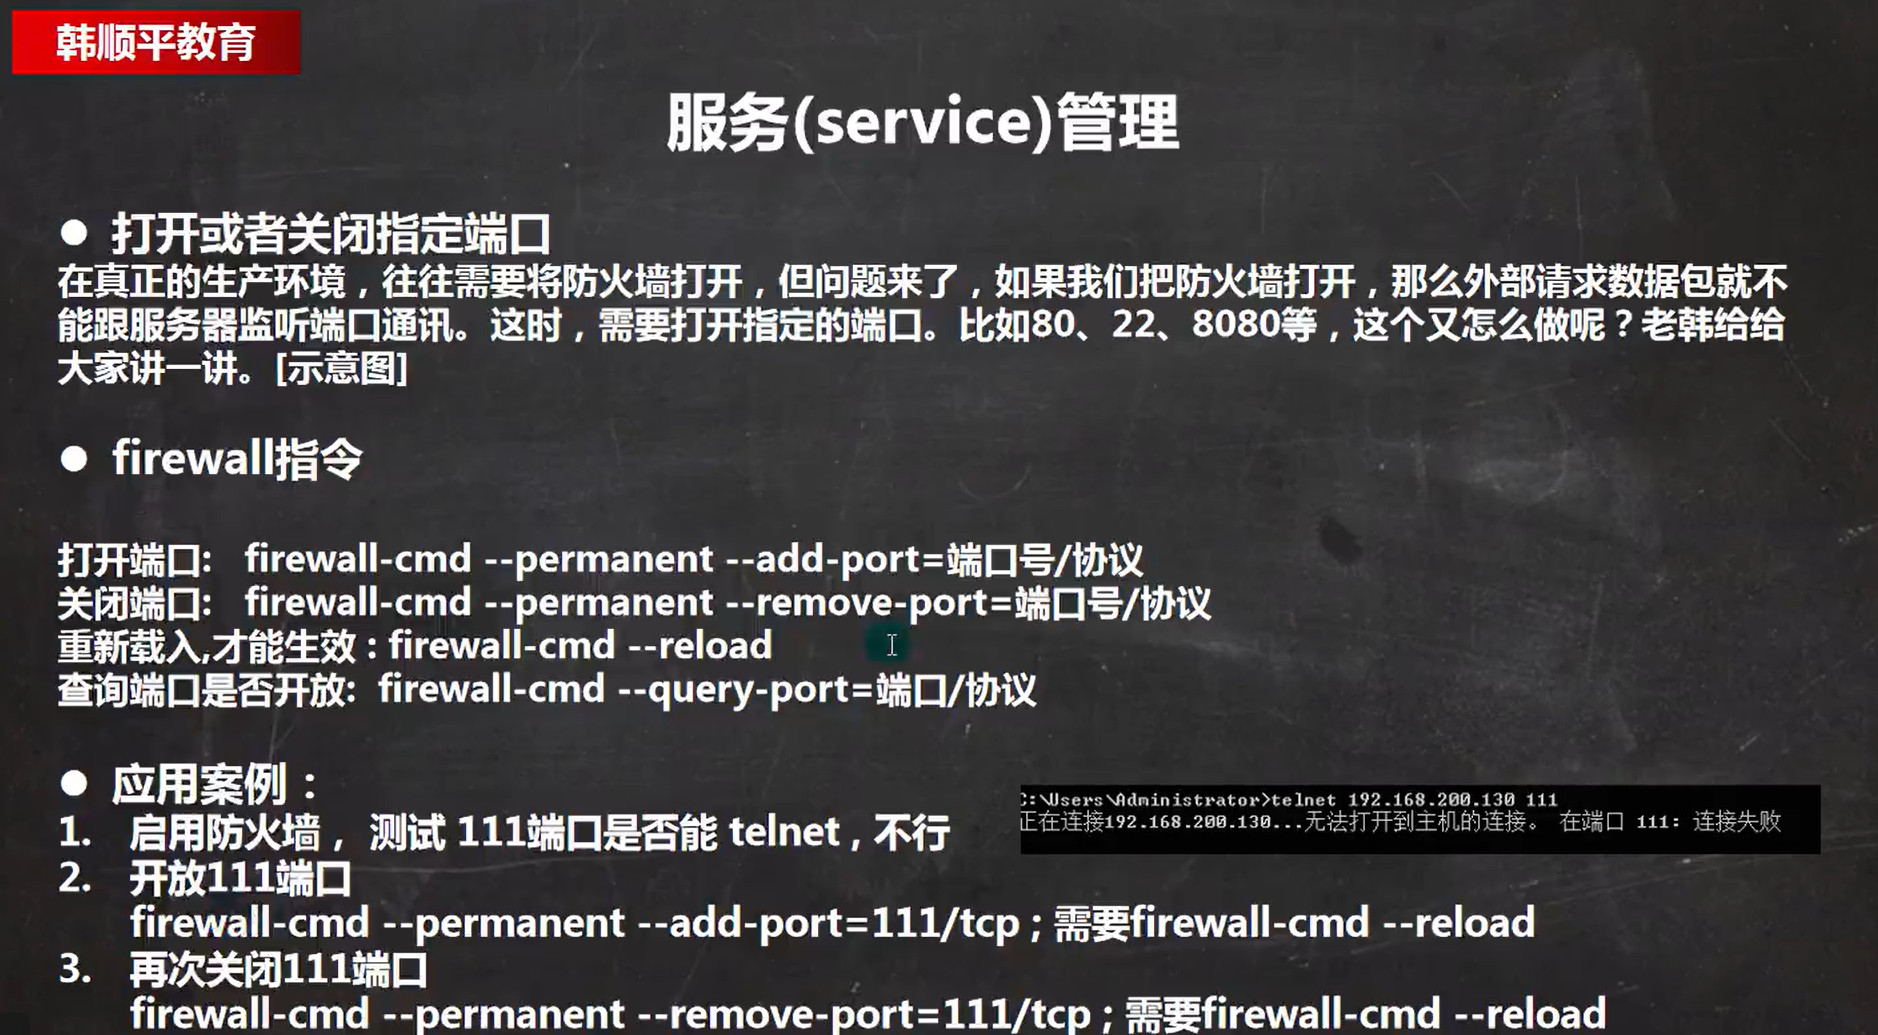 韩顺平教育
服务(service)管理
● 打开或者关闭指定端口
在真正的生产环境，往往需要将防火墙打开，但问题来了，如果我们把防火墙打开，那么外部请求数据包就不
能跟服务器监听端口通讯。这时，需要打开指定的端口。比如80、22、8080等，这个又怎么做呢？老韩给给
大家讲一讲。[示意图]
● firewall指令
打开端口: firewall-cmd --permanent --add-port=端口号/协议
关闭端口: firewall-cmd --permanent --remove-port=端口号/协议
重新载入,才能生效 : firewall-cmd --reload
查询端口是否开放: firewall-cmd --query-port=端口/协议
● 应用案例：
1. 启用防火墙， 测试 111端口是否能 telnet , 不行
C:\Users\Administrator>telnet 192.168.200.130 111
正在连接192.168.200.130...无法打开到主机的连接。 在端口 111: 连接失败
2. 开放111端口
firewall-cmd --permanent --add-port=111/tcp ; 需要firewall-cmd --reload
3. 再次关闭111端口
firewall-cmd --permanent --remove-port=111/tcp ; 需要firewall-cmd --reload